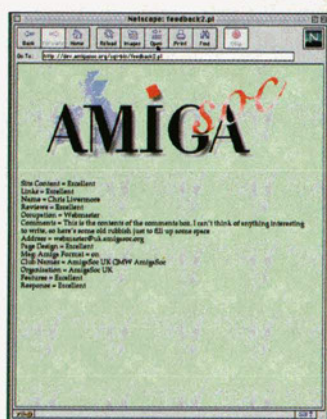 Netscape: feedback2.pl
Back Home Reload Images Open Print Find Stop
Go To: http://dev.amigasoc.org/cgi-bin/feedback2.pl
AMIGA soc
Site Content = Excellent
Links = Excellent
Name = Chris Livermore
Reviews = Excellent
Occupation = Webmaster
Comments = This is the contents of the comments box, I can't think of anything interesting
to write, so here's some old rubbish just to fill up some space
Address = webmaster@uk.amigasoc.org
Page Design = Excellent
Mag: Amiga Format = on
Club Names = AmigaSoc UK QMW AmigaSoc
Organisation = AmigaSoc UK
Features = Excellent
Response = Excellent